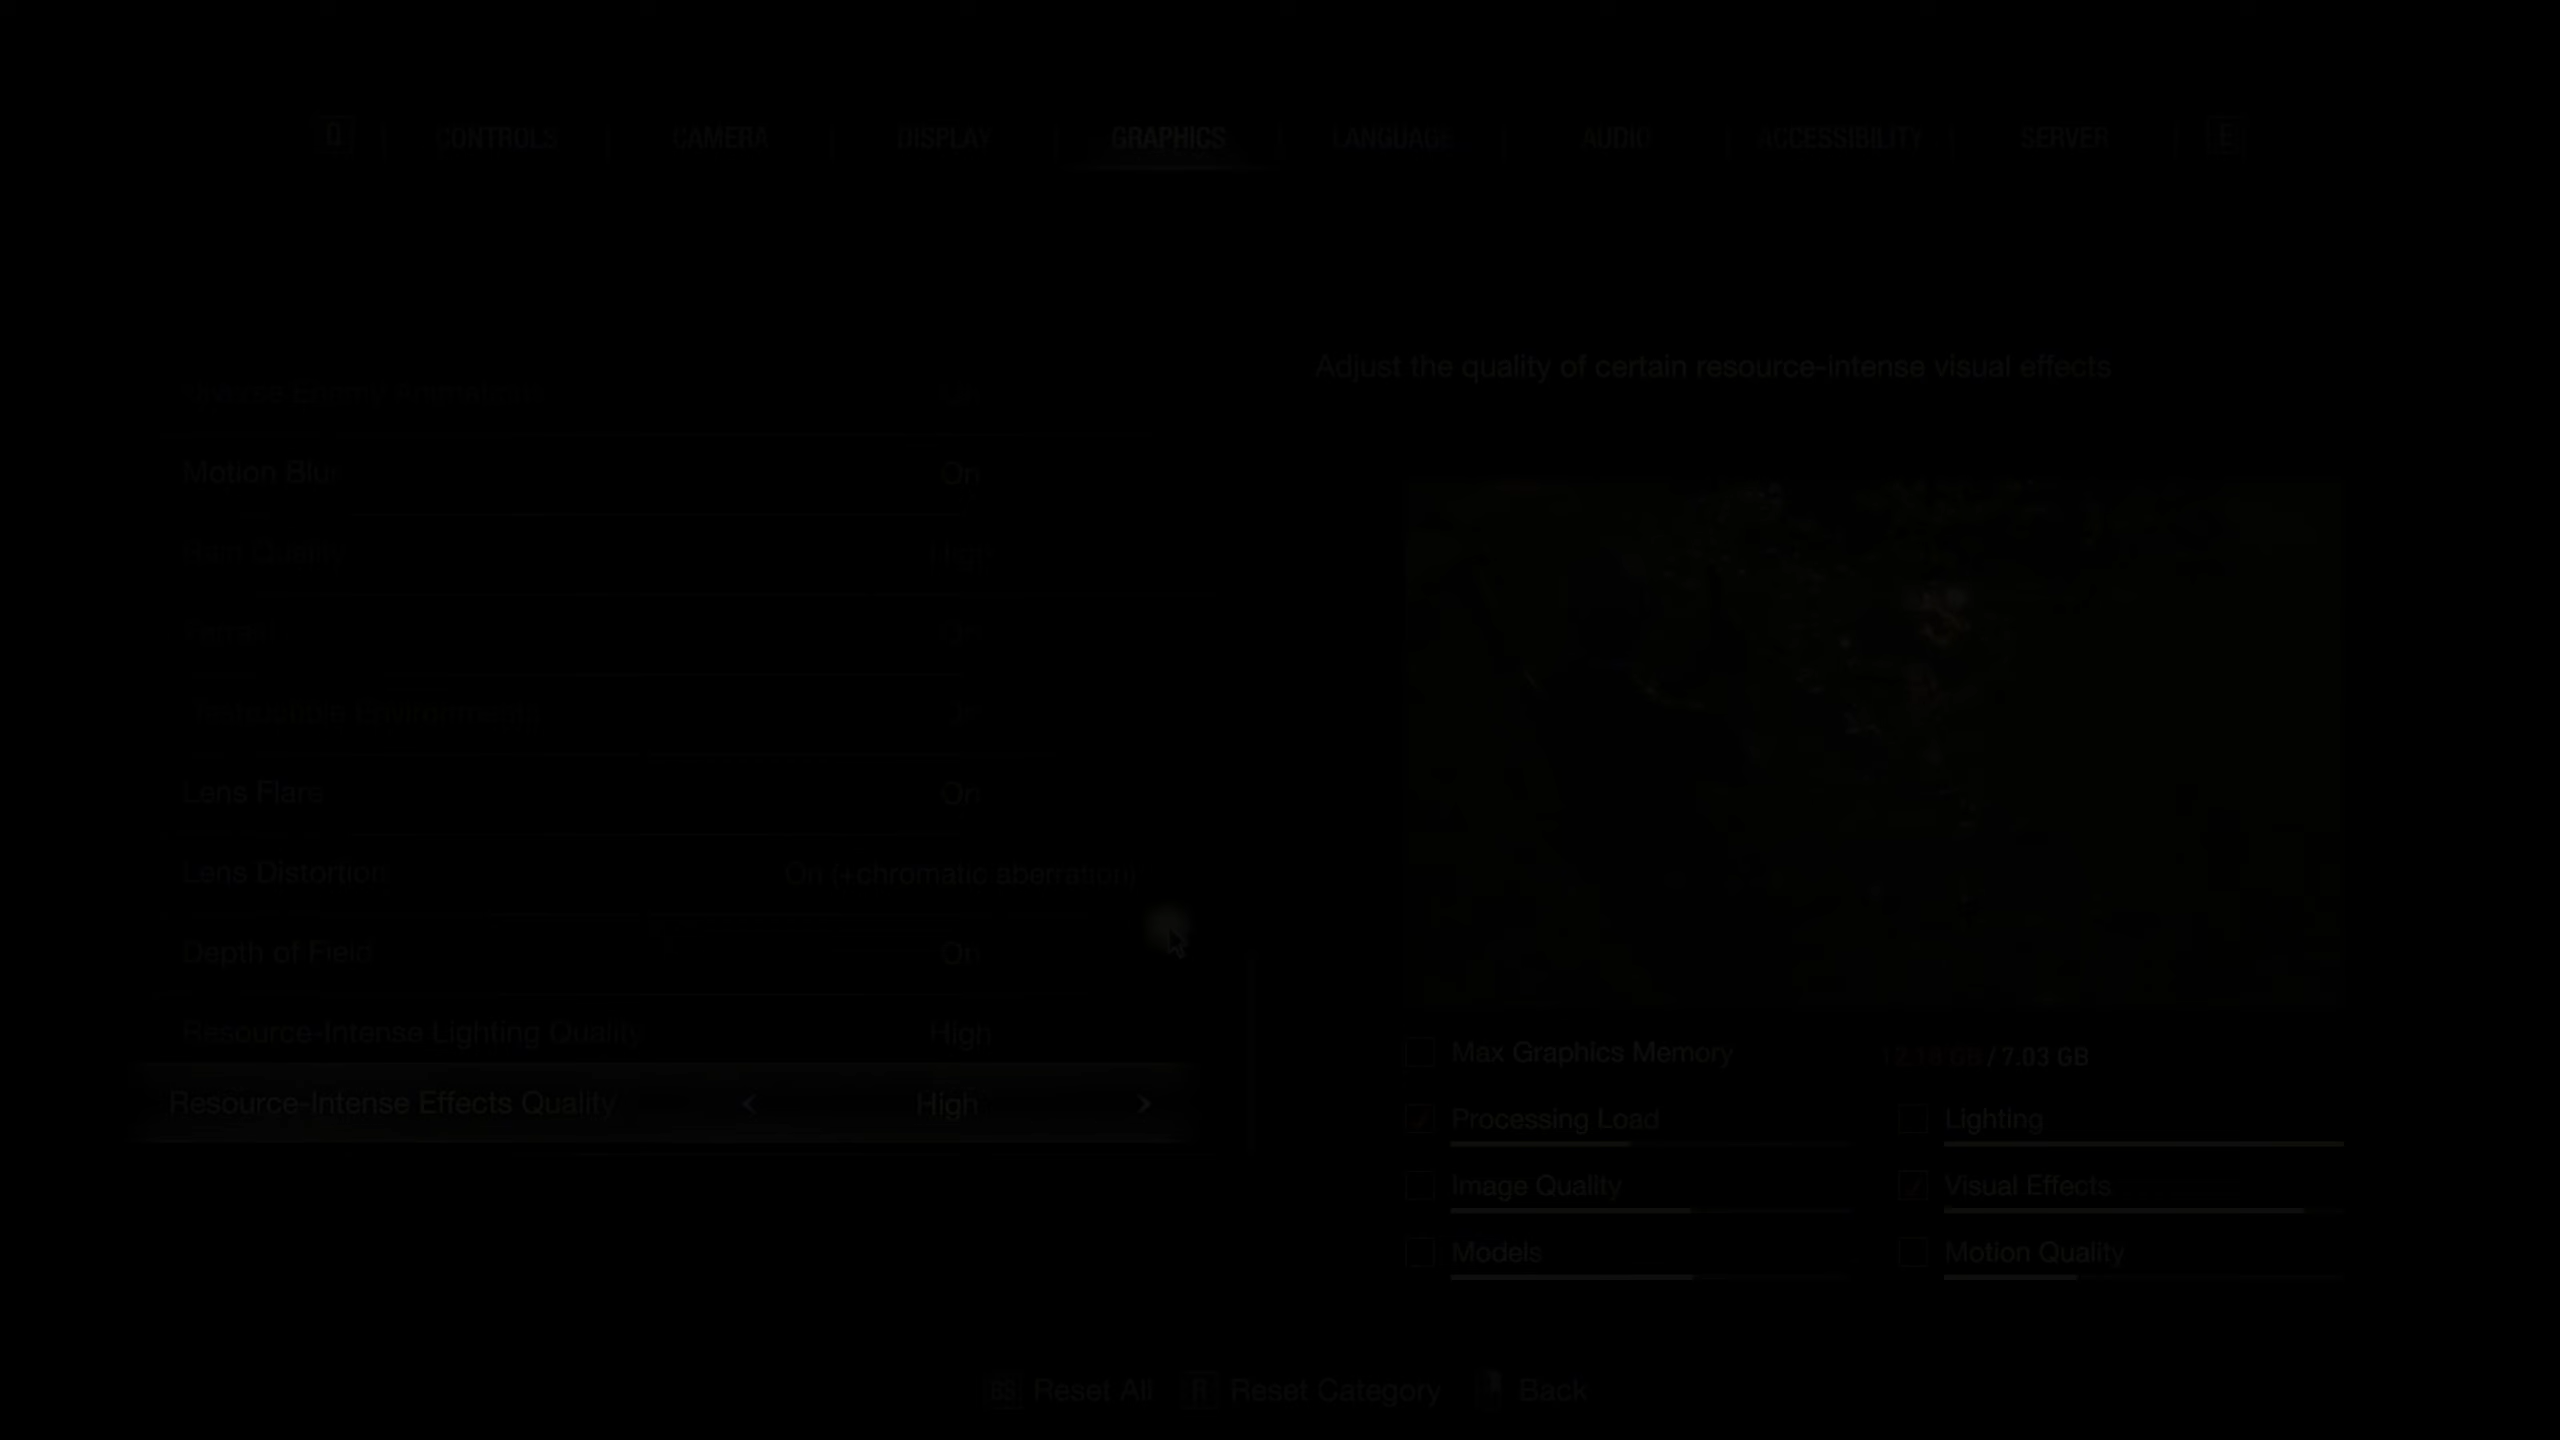 Q CONTROLS CAMERA DISPLAY GRAPHICS LANGUAGE AUDIO ACCESSIBILITY SERVER E
Adjust the quality of certain resource-intense visual effects
Motion Blur On
High
On
Lens Flare On
Lens Distortion On (+chromatic aberration)
Depth of Field On
Resource-Intense Lighting Quality High
Resource-Intense Effects Quality < High >
Max Graphics Memory / 7.03 GB
Processing Load Lighting
Image Quality Visual Effects
Models Motion Quality
BS Reset All R Reset Category Back